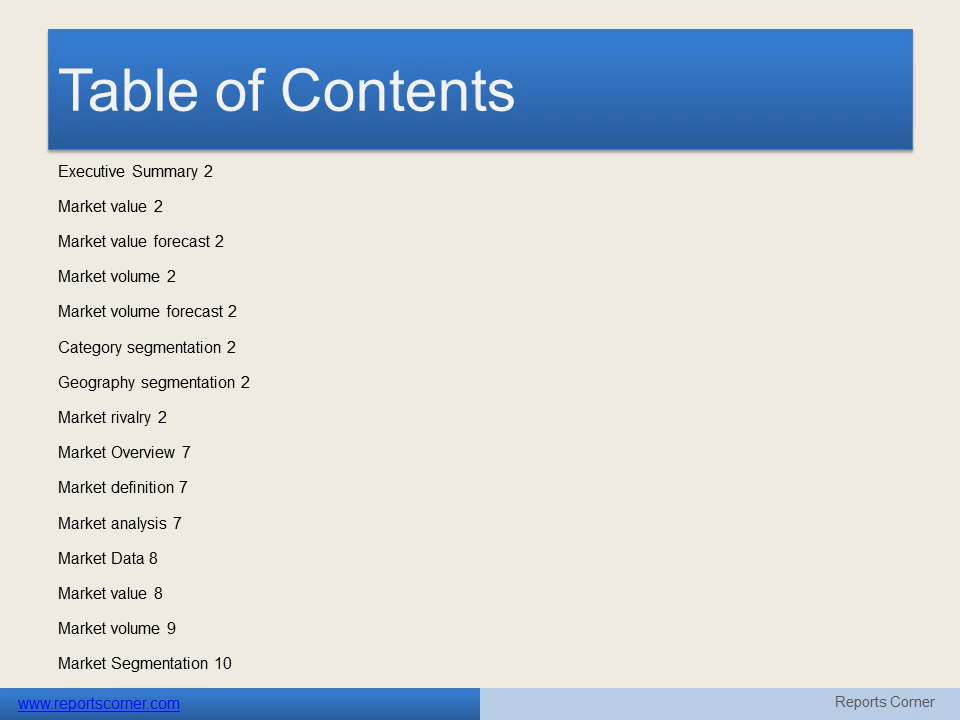 Table of Contents
Executive Summary 2
Market value 2
Market value forecast 2
Market volume 2
Market volume forecast 2
Category segmentation 2
Geography segmentation 2
Market rivalry 2
Market Overview 7
Market definition 7
Market analysis 7
Market Data 8
Market value 8
Market volume 9
Market Segmentation 10
www.reportscorner.com
Reports Corner